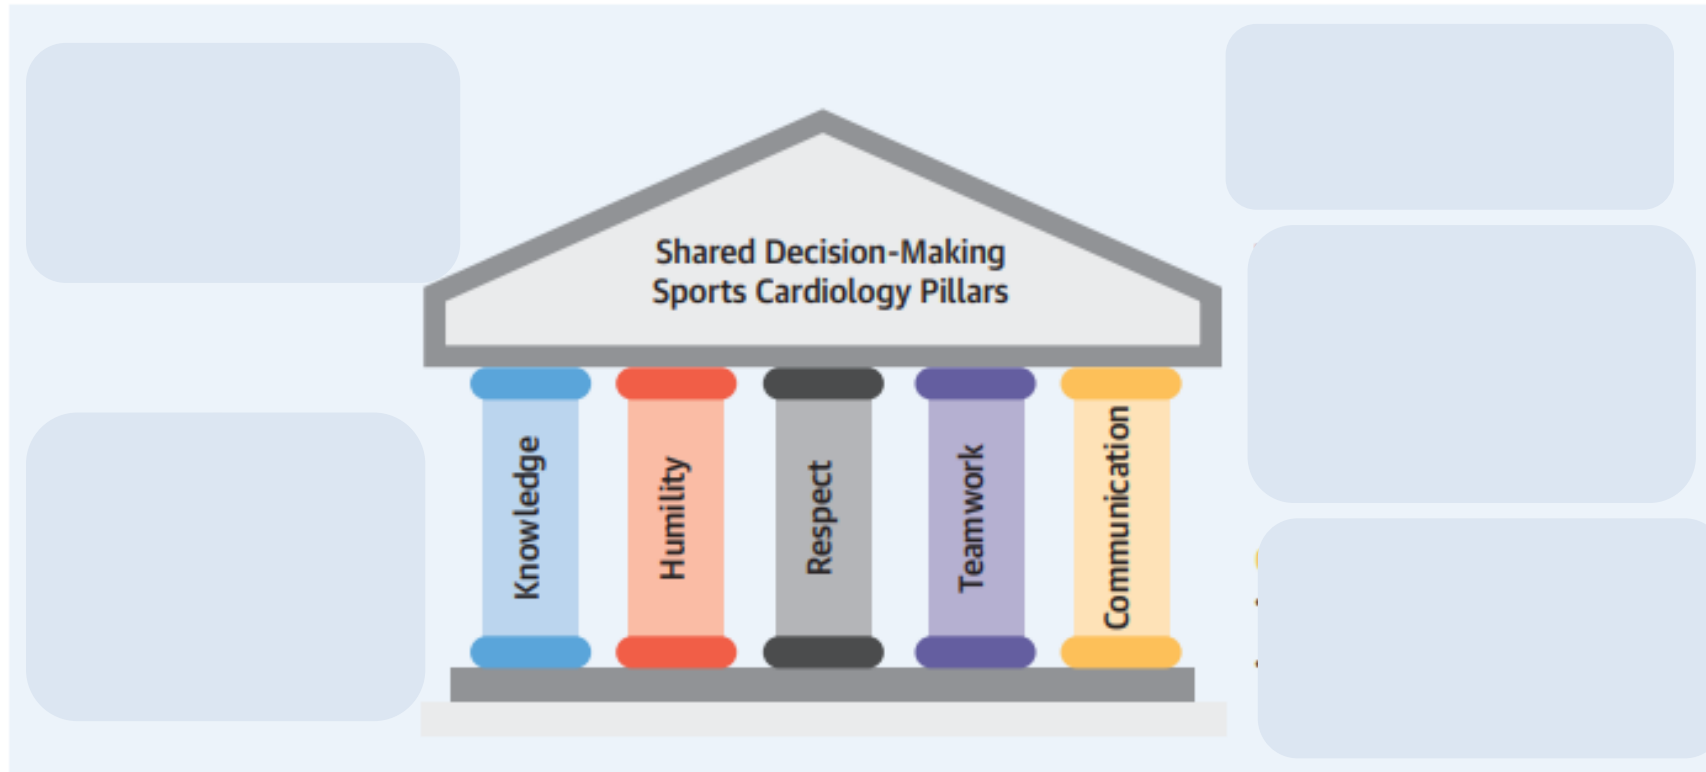 Shared Decision-Making
Sports Cardiology Pillars
Knowledge
Humility
Respect
Teamwork
Communication